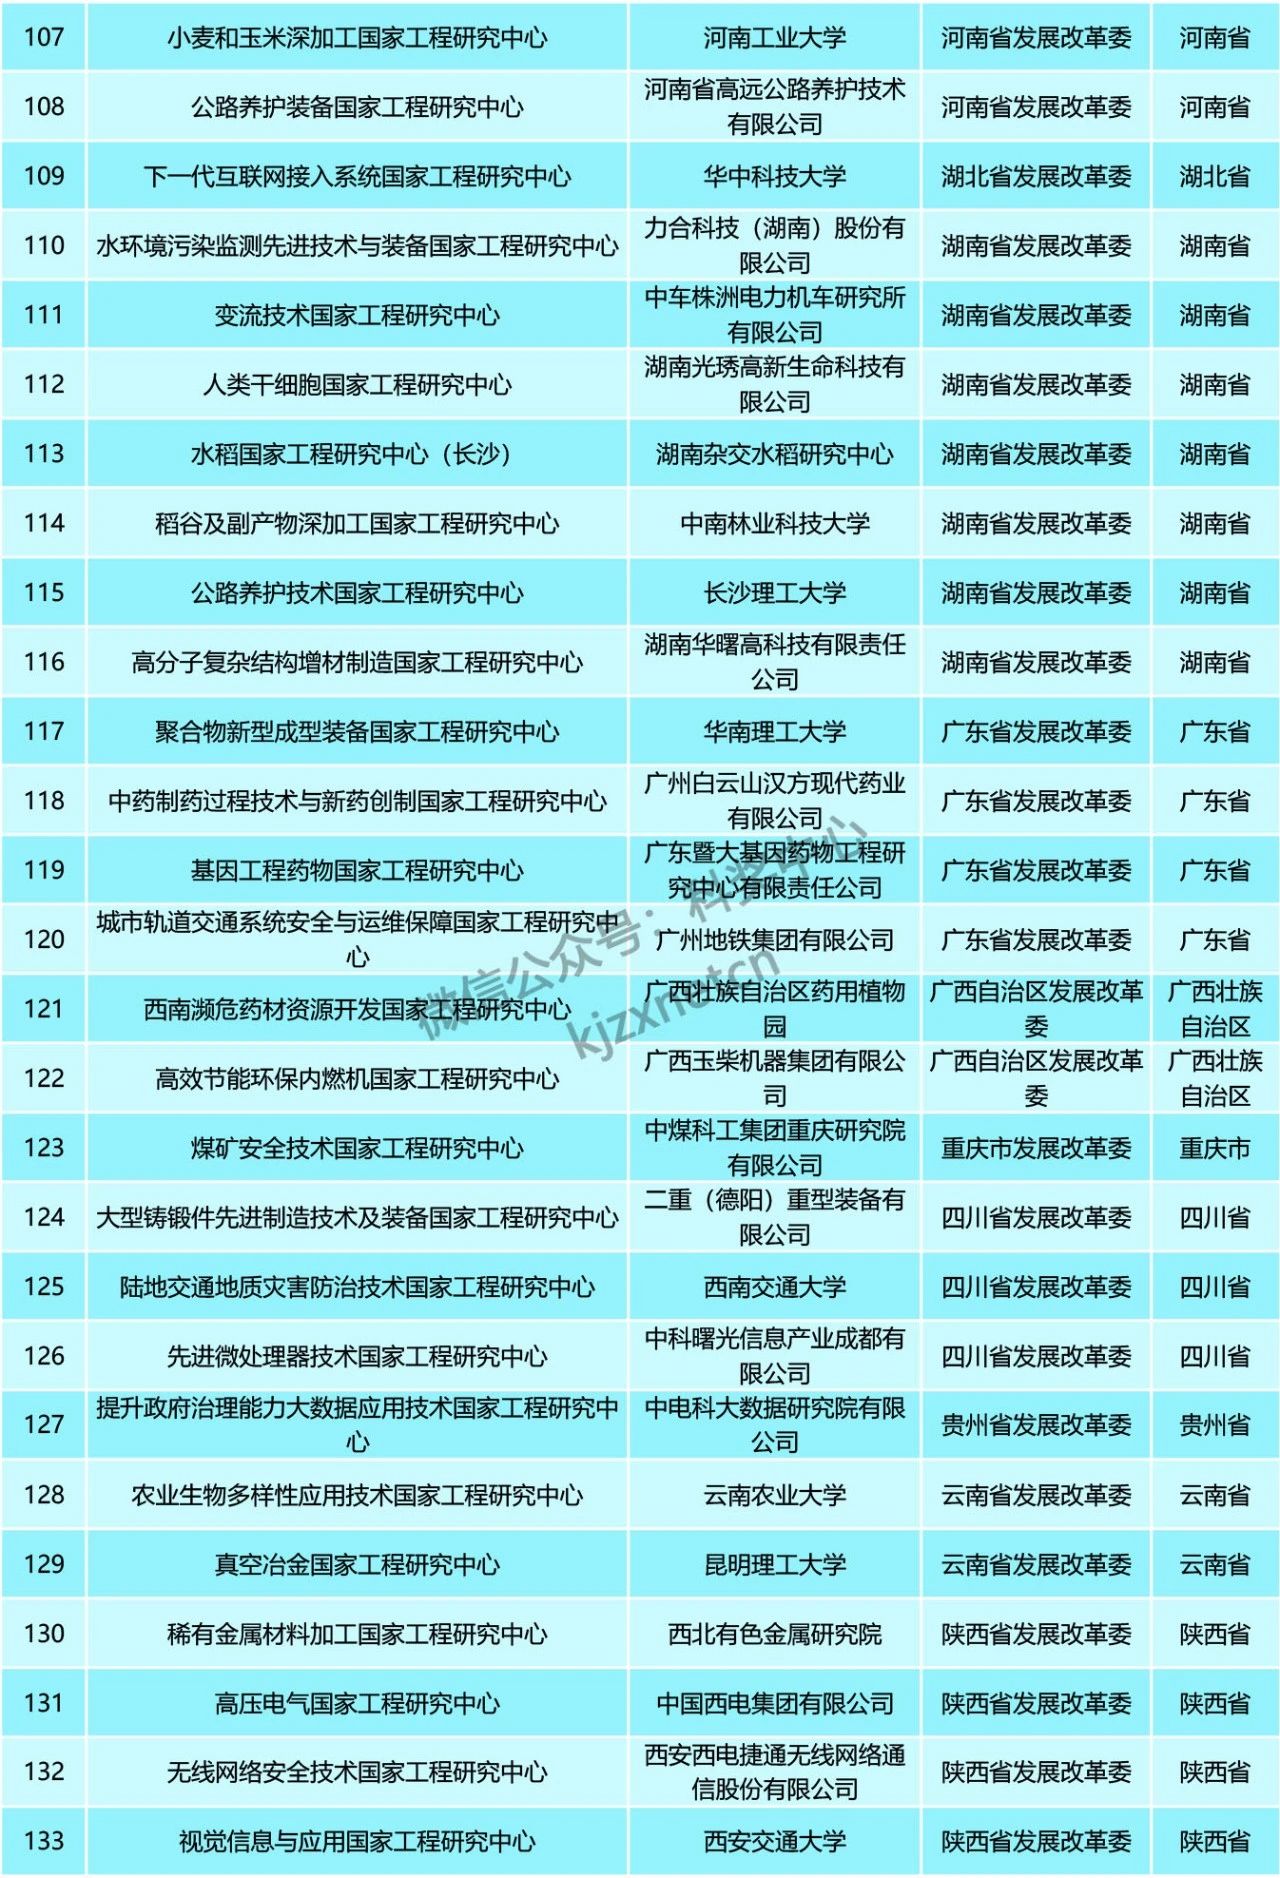 107 小麦和玉米深加工国家工程研究中心 河南工业大学 河南省发展改革委 河南省
108 公路养护装备国家工程研究中心 河南省高远公路养护技术
有限公司 河南省发展改革委 河南省
109 下一代互联网接入系统国家工程研究中心 华中科技大学 湖北省发展改革委 湖北省
110 水环境污染监测先进技术与装备国家工程研究中心 力合科技（湖南）股份有
限公司 湖南省发展改革委 湖南省
111 变流技术国家工程研究中心 中车株洲电力机车研究所
有限公司 湖南省发展改革委 湖南省
112 人类干细胞国家工程研究中心 湖南光琇高新生命科技有
限公司 湖南省发展改革委 湖南省
113 水稻国家工程研究中心（长沙） 湖南杂交水稻研究中心 湖南省发展改革委 湖南省
114 稻谷及副产物深加工国家工程研究中心 中南林业科技大学 湖南省发展改革委 湖南省
115 公路养护技术国家工程研究中心 长沙理工大学 湖南省发展改革委 湖南省
116 高分子复杂结构增材制造国家工程研究中心 湖南华曙高科技有限责任
公司 湖南省发展改革委 湖南省
117 聚合物新型成型装备国家工程研究中心 华南理工大学 广东省发展改革委 广东省
118 中药制药过程技术与新药创制国家工程研究中心 广州白云山汉方现代药业
有限公司 广东省发展改革委 广东省
119 基因工程药物国家工程研究中心 广东暨大基因药物工程研
究中心有限责任公司 广东省发展改革委 广东省
120 城市轨道交通系统安全与运维保障国家工程研究中
心 广州地铁集团有限公司 广东省发展改革委 广东省
121 西南濒危药材资源开发国家工程研究中心 广西壮族自治区药用植物
园 广西自治区发展改革
委 广西壮族
自治区
122 高效节能环保内燃机国家工程研究中心 广西玉柴机器集团有限公
司 广西自治区发展改革
委 广西壮族
自治区
123 煤矿安全技术国家工程研究中心 中煤科工集团重庆研究院
有限公司 重庆市发展改革委 重庆市
124 大型铸锻件先进制造技术及装备国家工程研究中心 二重（德阳）重型装备有
限公司 四川省发展改革委 四川省
125 陆地交通地质灾害防治技术国家工程研究中心 西南交通大学 四川省发展改革委 四川省
126 先进微处理器技术国家工程研究中心 中科曙光信息产业成都有
限公司 四川省发展改革委 四川省
127 提升政府治理能力大数据应用技术国家工程研究中
心 中电科大数据研究院有限
公司 贵州省发展改革委 贵州省
128 农业生物多样性应用技术国家工程研究中心 云南农业大学 云南省发展改革委 云南省
129 真空冶金国家工程研究中心 昆明理工大学 云南省发展改革委 云南省
130 稀有金属材料加工国家工程研究中心 西北有色金属研究院 陕西省发展改革委 陕西省
131 高压电气国家工程研究中心 中国西电集团有限公司 陕西省发展改革委 陕西省
132 无线网络安全技术国家工程研究中心 西安西电捷通无线网络通
信股份有限公司 陕西省发展改革委 陕西省
133 视觉信息与应用国家工程研究中心 西安交通大学 陕西省发展改革委 陕西省
微信公众号：科奖中心
kjzxnetcn